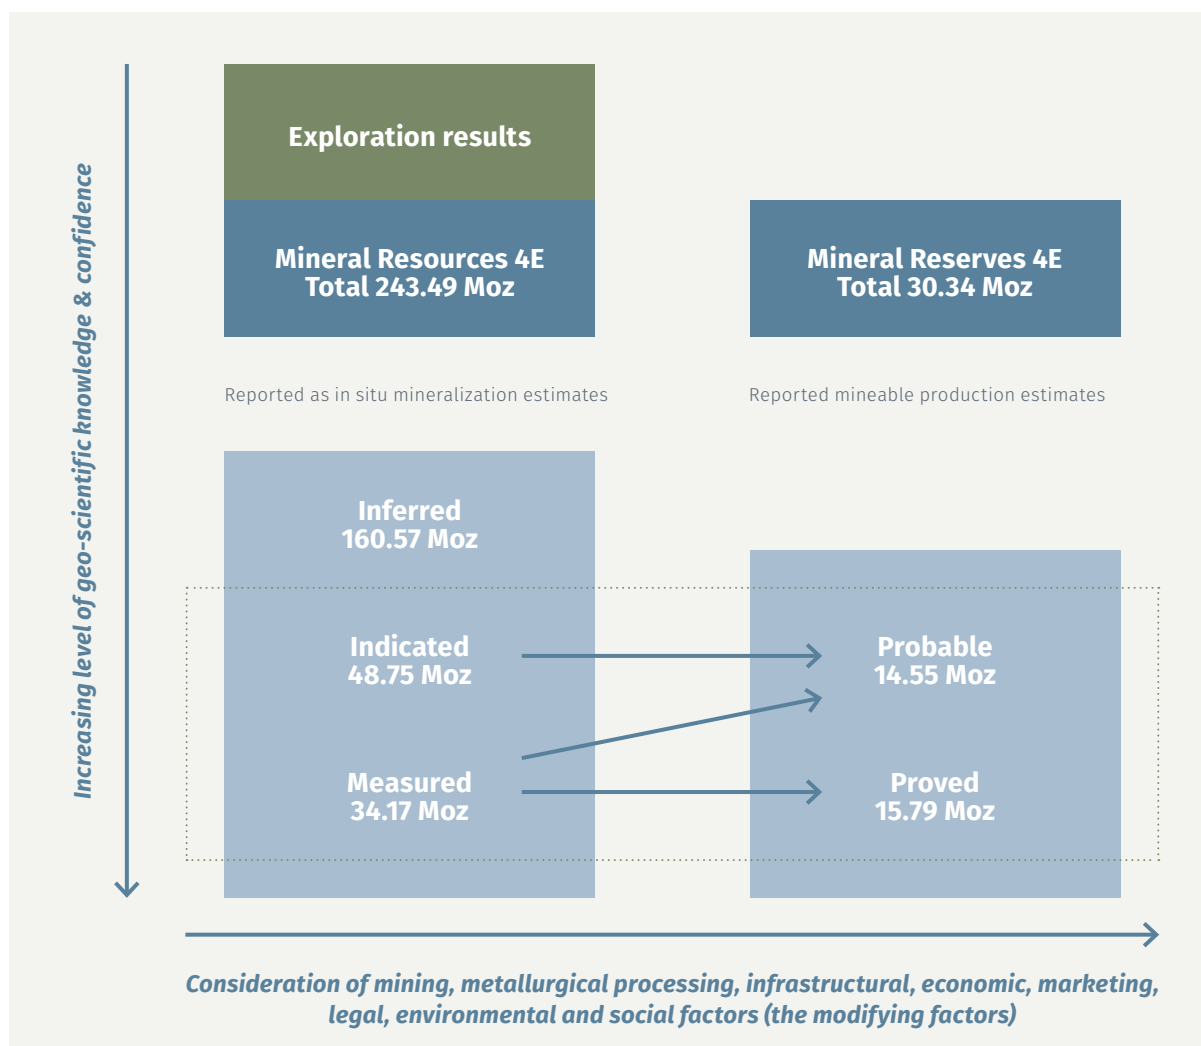 Increasing level of geo-scientific knowledge & confidence
Exploration results
Mineral Resources 4E
Total 243.49 Moz
Mineral Reserves 4E
Total 30.34 Moz
Reported as in situ mineralization estimates
Reported mineable production estimates
Inferred
160.57 Moz
Indicated
48.75 Moz
Probable
14.55 Moz
Measured
34.17 Moz
Proved
15.79 Moz
Consideration of mining, metallurgical processing, infrastructural, economic, marketing,
legal, environmental and social factors (the modifying factors)